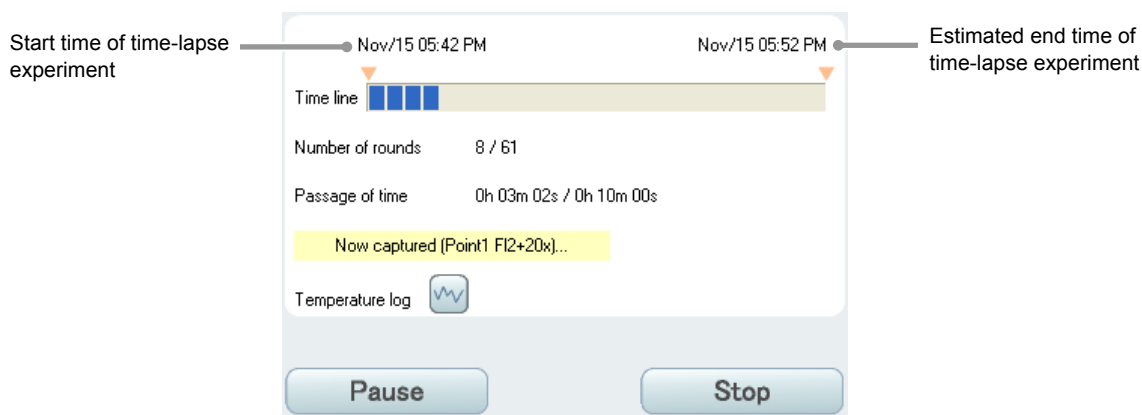 Start time of time-lapse
experiment
Nov/15 05:42 PM
Nov/15 05:52 PM
Estimated end time of
time-lapse experiment
Time line
Number of rounds 8 / 61
Passage of time 0h 03m 02s / 0h 10m 00s
Now captured (Point1 Fl2+20x)...
Temperature log
Pause
Stop